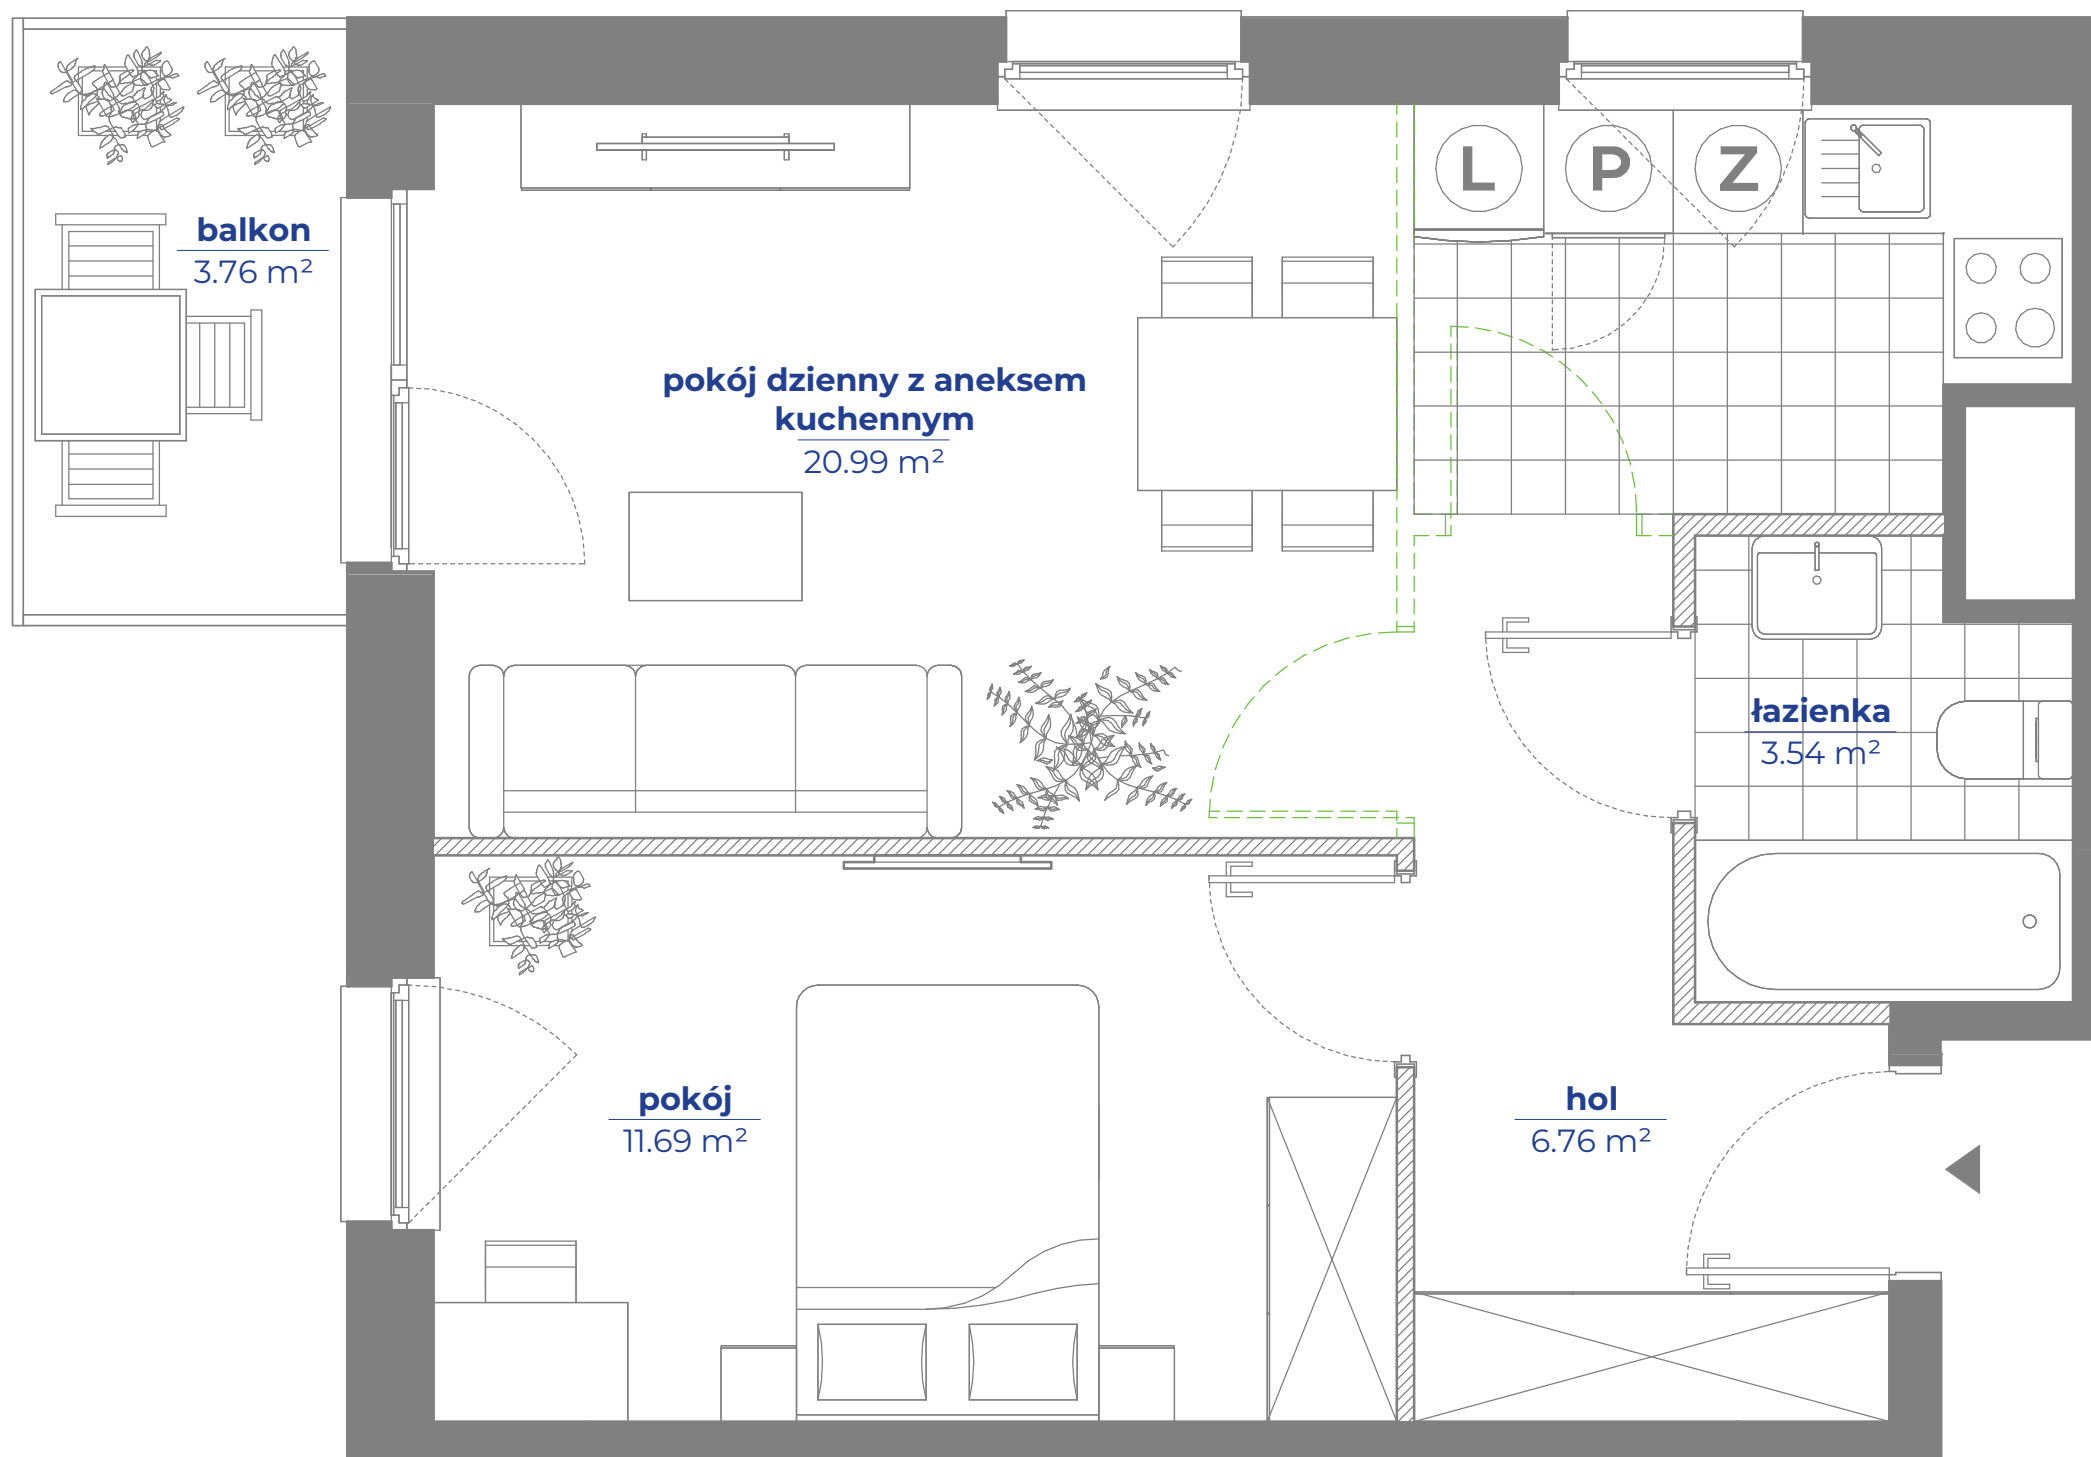 L
P
Z
balkon
3.76 m²
pokój dzienny z aneksem
kuchennym
20.99 m²
łazienka
3.54 m²
pokój
11.69 m²
hol
6.76 m²